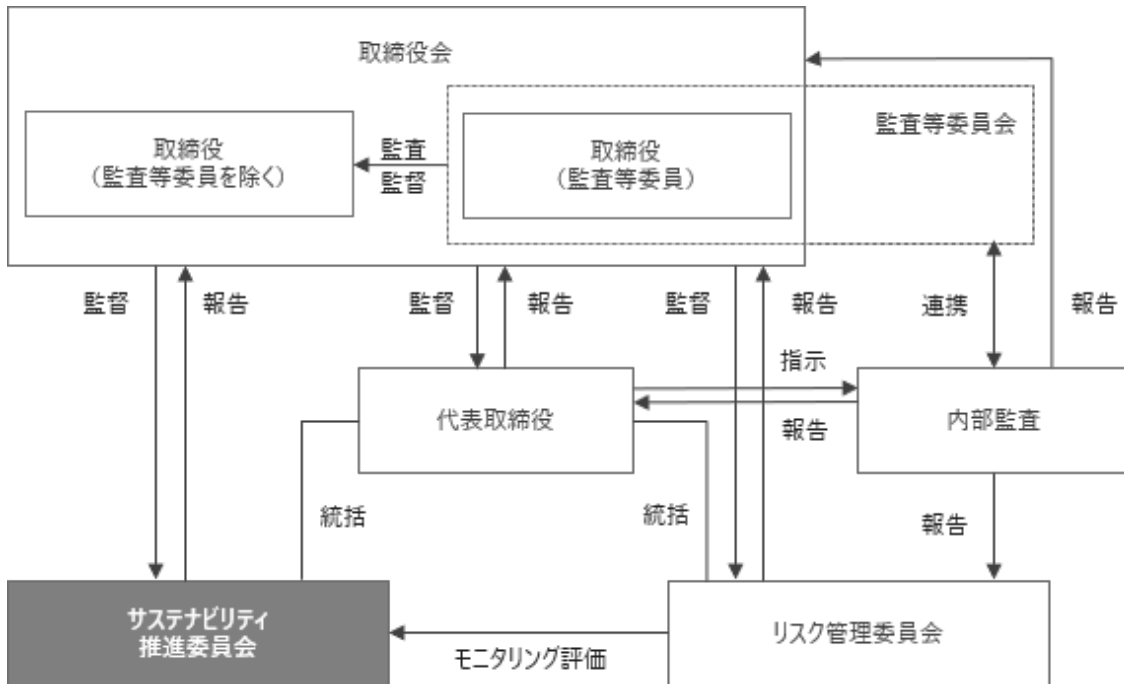 取締役会
監査等委員会
取締役
(監査等委員を除く)
監査
監督
取締役
(監査等委員)
監督
報告
監督
報告
監督
報告
連携
報告
指示
代表取締役
報告
内部監査
統括
統括
報告
サステナビリティ
推進委員会
リスク管理委員会
モニタリング評価